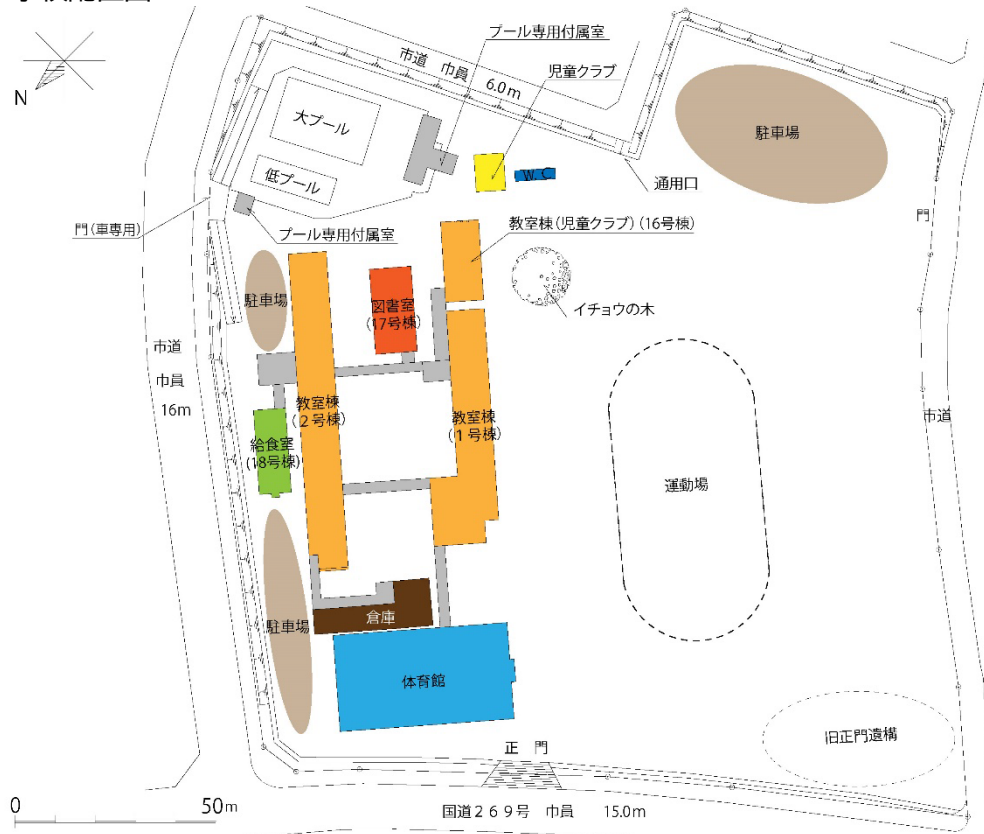 プール専用付属室
児童クラブ
市道 巾員 6.0m
N
大プール
駐車場
W.C
通用口
低プール
門
門（車専用）
プール専用付属室
教室棟（児童クラブ）（16号棟）
駐車場
図書室
（17号棟）
イチョウの木
市道
巾員
16m
教室棟
（２号棟）
教室棟
（１号棟）
市道
給食室
（18号棟）
運動場
倉庫
駐車場
体育館
旧正門遺構
正 門
0 50m
国道２６９号 巾員 15.0m